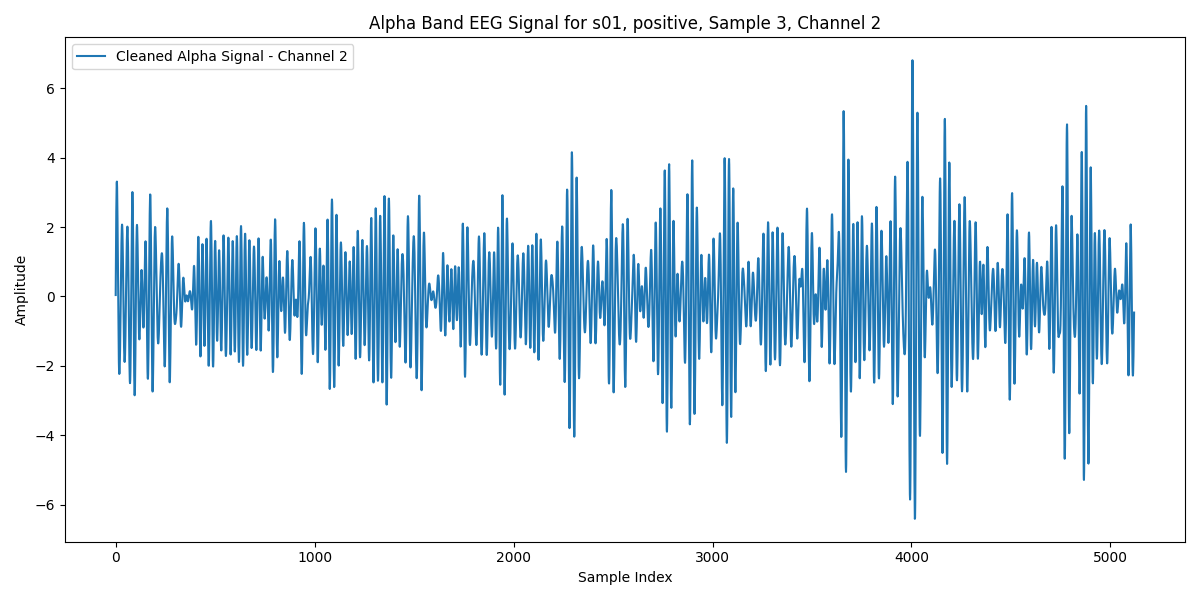 Alpha Band EEG Signal for s01, positive, Sample 3, Channel 2
Cleaned Alpha Signal - Channel 2
6
4
2
0
−2
−4
−6
Amplitude
0 1000 2000 3000 4000 5000
Sample Index